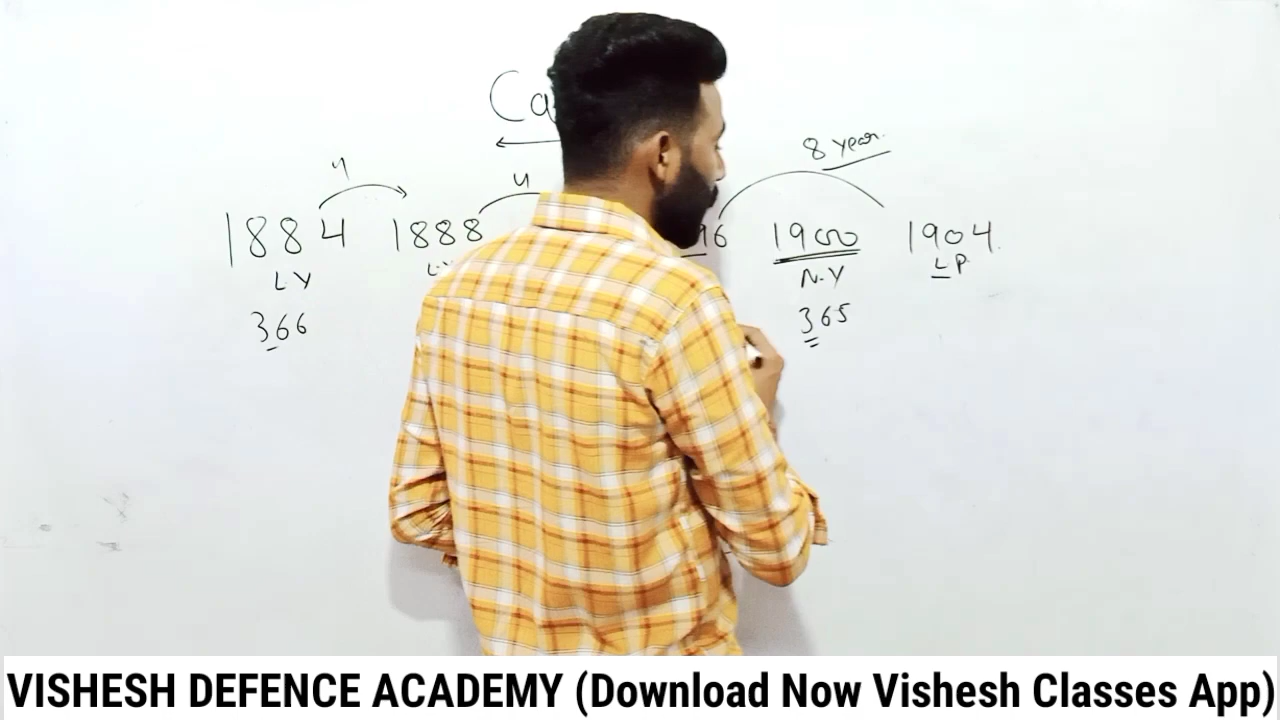 Ca
4 4 8 year.
1884 1888 96 1900 1904
L.Y L.Y N.Y L P
366 365
VISHESH DEFENCE ACADEMY (Download Now Vishesh Classes App)